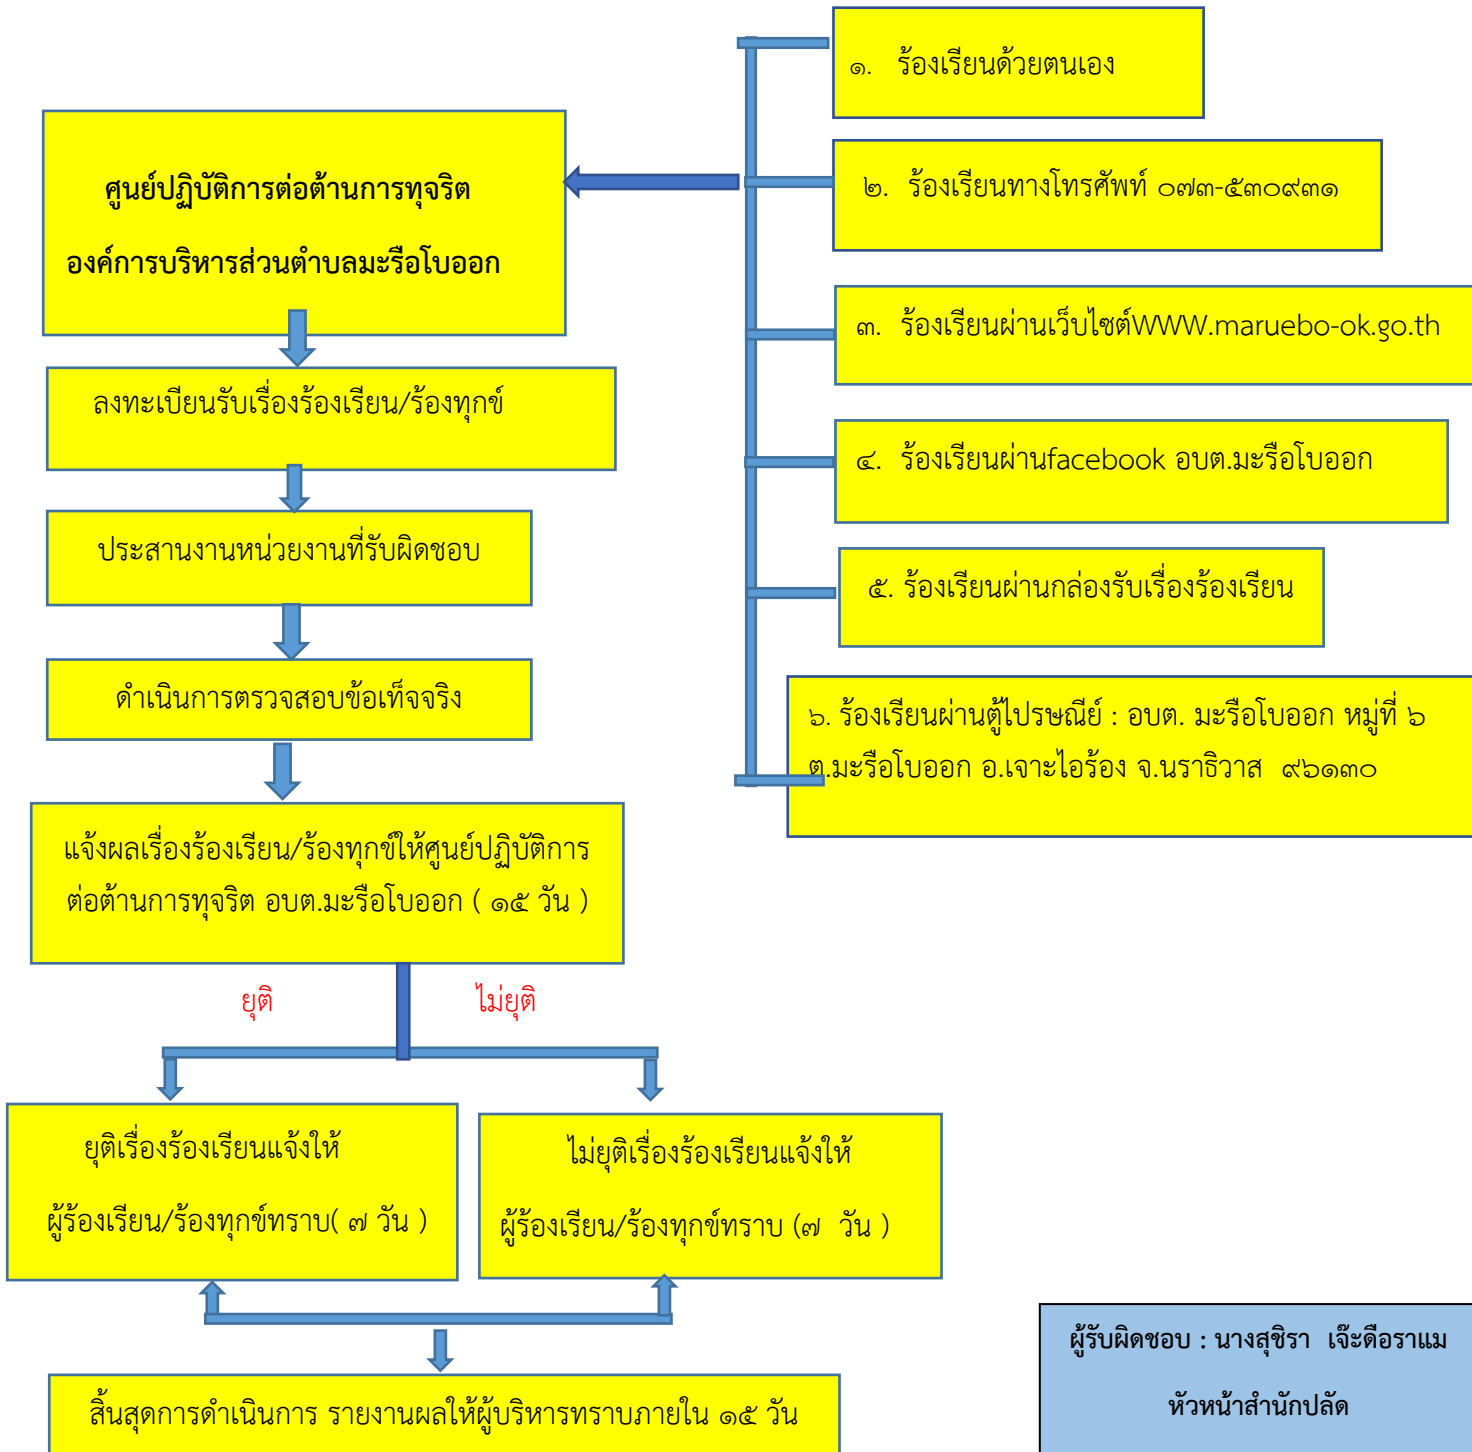 ๑. ร้องเรียนด้วยตนเอง
ศูนย์ปฏิบัติการต่อต้านการทุจริต
องค์การบริหารส่วนตำบลมะรือโบออก
๒. ร้องเรียนทางโทรศัพท์ ๐๗๓-๕๓๐๙๓๑
๓. ร้องเรียนผ่านเว็บไซต์WWW.maruebo-ok.go.th
ลงทะเบียนรับเรื่องร้องเรียน/ร้องทุกข์
๔. ร้องเรียนผ่านfacebook อบต.มะรือโบออก
ประสานงานหน่วยงานที่รับผิดชอบ
๕. ร้องเรียนผ่านกล่องรับเรื่องร้องเรียน
ดำเนินการตรวจสอบข้อเท็จจริง
๖. ร้องเรียนผ่านตู้ไปรษณีย์ : อบต. มะรือโบออก หมู่ที่ ๖
ต.มะรือโบออก อ.เจาะไอร้อง จ.นราธิวาส ๙๖๑๓๐
แจ้งผลเรื่องร้องเรียน/ร้องทุกข์ให้ศูนย์ปฏิบัติการ
ต่อต้านการทุจริต อบต.มะรือโบออก ( ๑๕ วัน )
ยุติ
ไม่ยุติ
ยุติเรื่องร้องเรียนแจ้งให้
ผู้ร้องเรียน/ร้องทุกข์ทราบ( ๗ วัน )
ไม่ยุติเรื่องร้องเรียนแจ้งให้
ผู้ร้องเรียน/ร้องทุกข์ทราบ (๗ วัน )
สิ้นสุดการดำเนินการ รายงานผลให้ผู้บริหารทราบภายใน ๑๕ วัน
ผู้รับผิดชอบ : นางสุชิรา เจ๊ะดือราแม
หัวหน้าสำนักปลัด